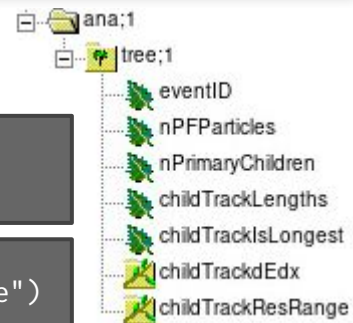 ana;1
tree;1
eventID
nPFParticles
nPrimaryChildren
childTrackLengths
childTrackIsLongest
e")
childTrackdEdx
childTrackResRange